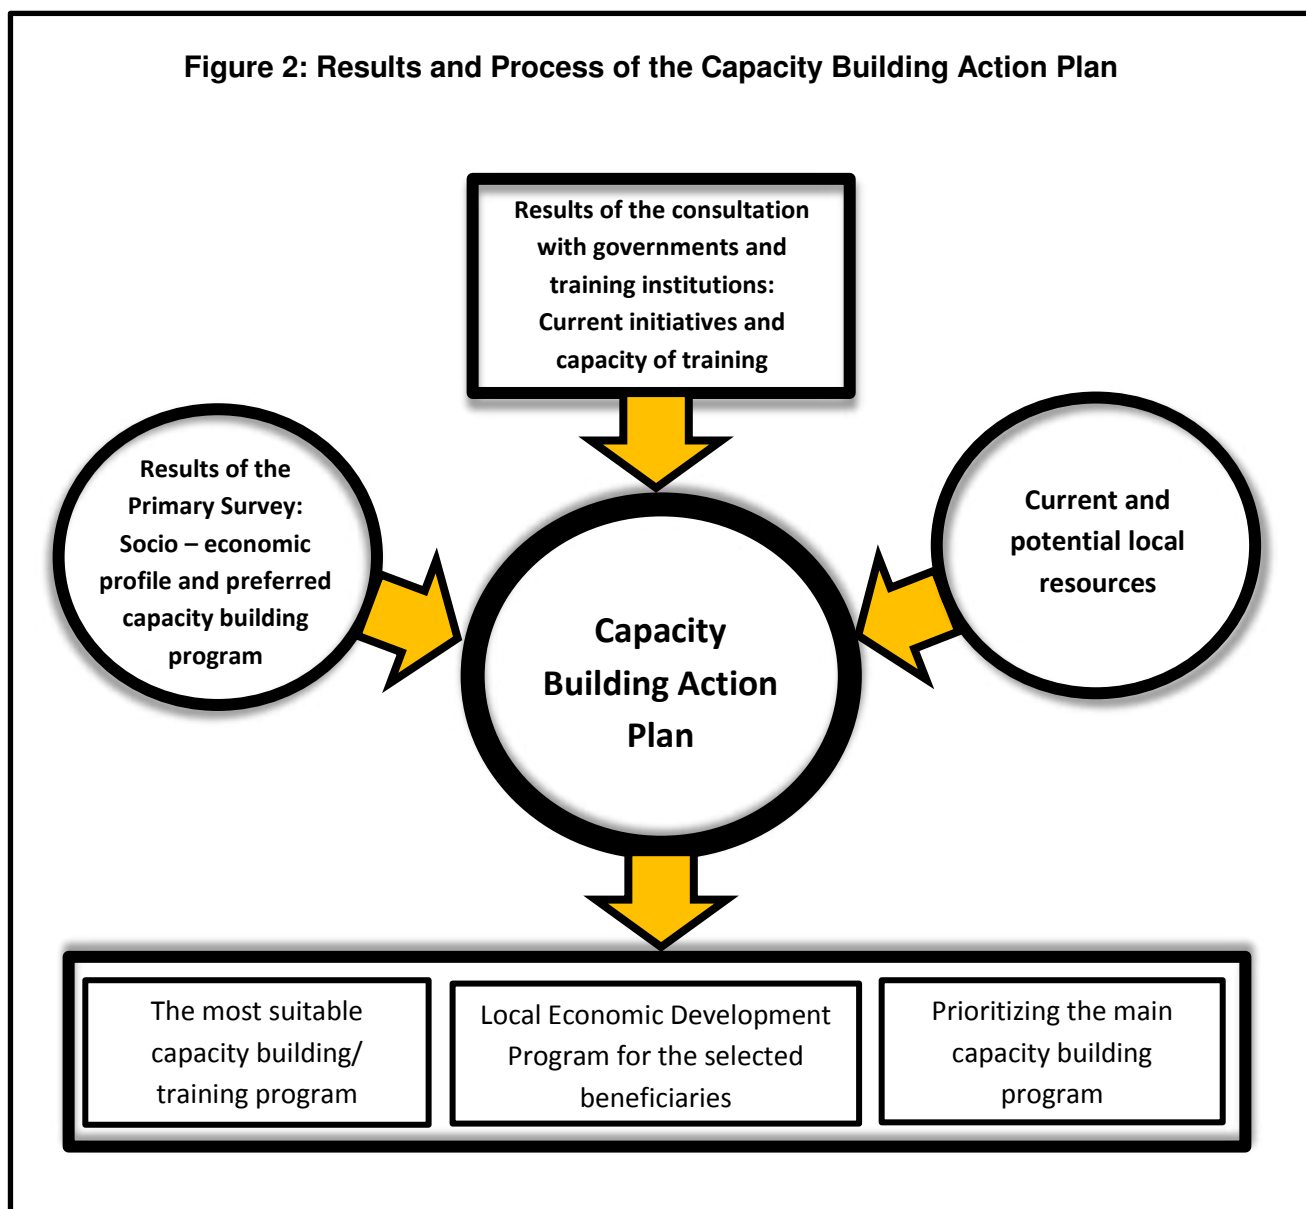 Figure 2: Results and Process of the Capacity Building Action Plan
Results of the consultation
with governments and
training institutions:
Current initiatives and
capacity of training
Results of the
Primary Survey:
Socio – economic
profile and preferred
capacity building
program
Current and
potential local
resources
Capacity
Building Action
Plan
The most suitable
capacity building/
training program
Local Economic Development
Program for the selected
beneficiaries
Prioritizing the main
capacity building
program